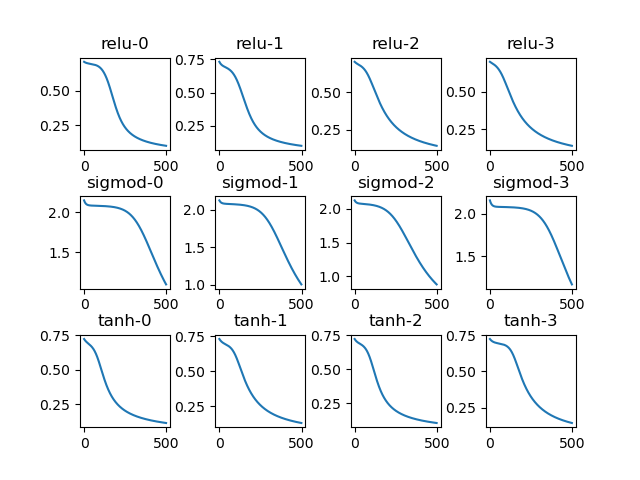 relu-0 relu-1 relu-2 relu-3
0.75
0.50 0.50 0.50 0.50
0.25 0.25 0.25 0.25
0 500 0 500 0 500 0 500
sigmod-0 sigmod-1 sigmod-2 sigmod-3
2.0 2.0 2.0 2.0
1.5 1.5 1.5 1.5
1.0 1.0
0 500 0 500 0 500 0 500
tanh-0 tanh-1 tanh-2 tanh-3
0.75 0.75 0.75 0.75
0.50 0.50 0.50 0.50
0.25 0.25 0.25 0.25
0 500 0 500 0 500 0 500